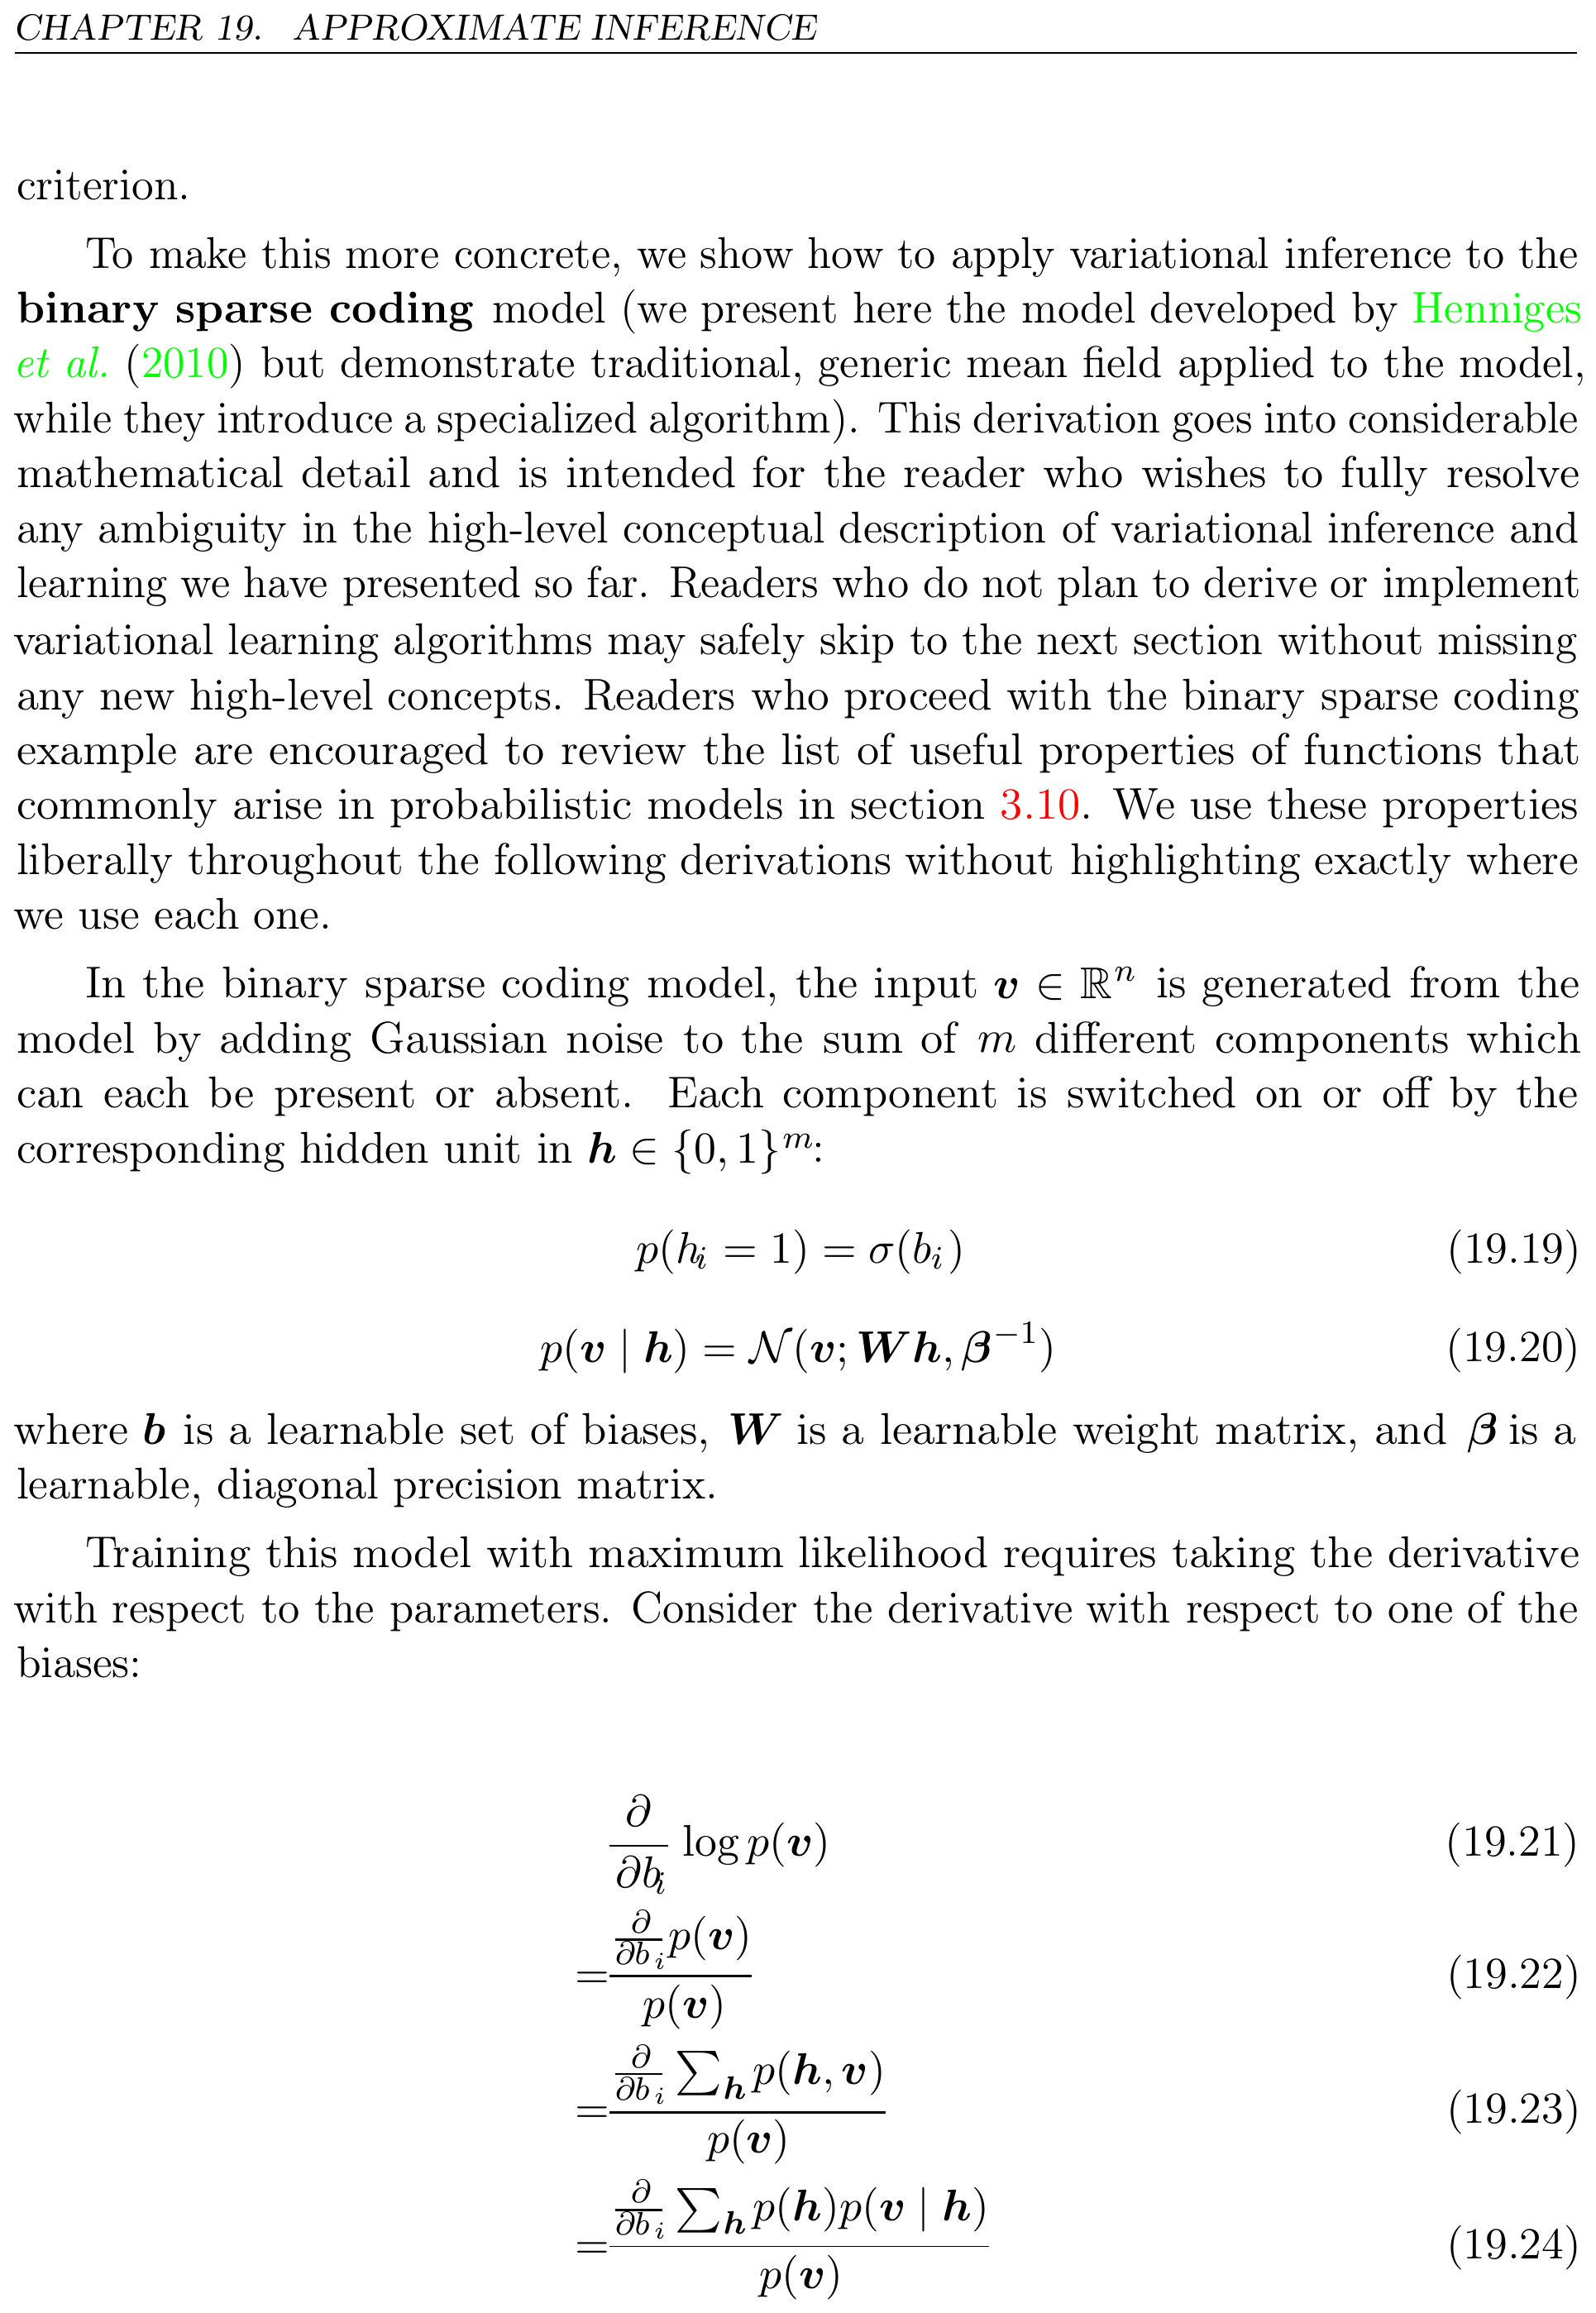 CHAPTER 19. APPROXIMATE INFERENCE
criterion.
To make this more concrete, we show how to apply variational inference to the
binary sparse coding model (we present here the model developed by Henniges
et al. (2010) but demonstrate traditional, generic mean field applied to the model,
while they introduce a specialized algorithm). This derivation goes into considerable
mathematical detail and is intended for the reader who wishes to fully resolve
any ambiguity in the high-level conceptual description of variational inference and
learning we have presented so far. Readers who do not plan to derive or implement
variational learning algorithms may safely skip to the next section without missing
any new high-level concepts. Readers who proceed with the binary sparse coding
example are encouraged to review the list of useful properties of functions that
commonly arise in probabilistic models in section 3.10. We use these properties
liberally throughout the following derivations without highlighting exactly where
we use each one.
In the binary sparse coding model, the input v ∈ ℝⁿ is generated from the
model by adding Gaussian noise to the sum of m different components which
can each be present or absent. Each component is switched on or off by the
corresponding hidden unit in h ∈ {0, 1}ᵐ:
p(hᵢ = 1) = σ(bᵢ) (19.19)
p(v | h) = 𝒩(v; Wh, β⁻¹) (19.20)
where b is a learnable set of biases, W is a learnable weight matrix, and β is a
learnable, diagonal precision matrix.
Training this model with maximum likelihood requires taking the derivative
with respect to the parameters. Consider the derivative with respect to one of the
biases:
∂/∂bᵢ log p(v) (19.21)
= (∂/∂bᵢ p(v)) / p(v) (19.22)
= (∂/∂bᵢ ∑_h p(h, v)) / p(v) (19.23)
= (∂/∂bᵢ ∑_h p(h)p(v | h)) / p(v) (19.24)